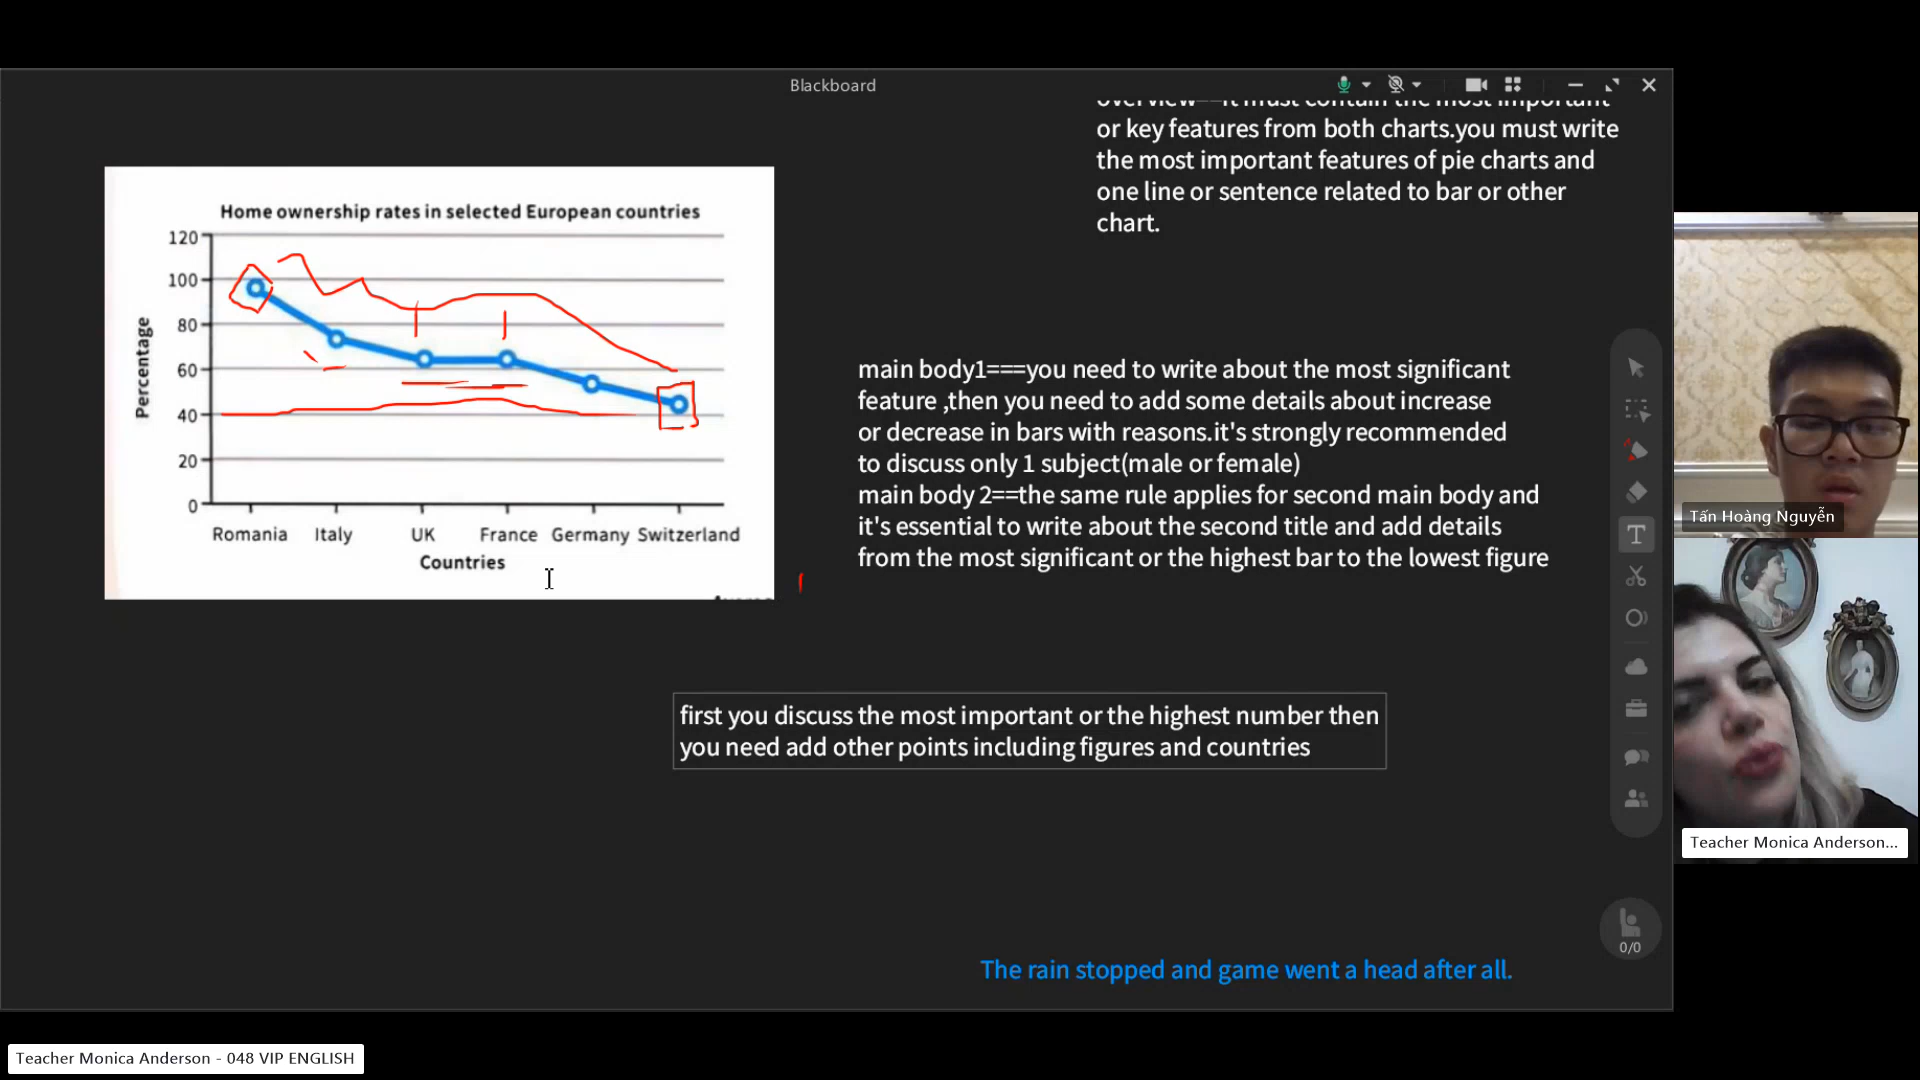 Blackboard
overview==it must contain the most important
or key features from both charts.you must write
the most important features of pie charts and
one line or sentence related to bar or other
chart.
Home ownership rates in selected European countries
120
100
80
60
40
20
0
Percentage
Romania Italy UK France Germany Switzerland
Countries
main body1===you need to write about the most significant
feature ,then you need to add some details about increase
or decrease in bars with reasons.it's strongly recommended
to discuss only 1 subject(male or female)
main body 2==the same rule applies for second main body and
it's essential to write about the second title and add details
from the most significant or the highest bar to the lowest figure
first you discuss the most important or the highest number then
you need add other points including figures and countries
The rain stopped and game went a head after all.
T
0/0
Tấn Hoàng Nguyễn
Teacher Monica Anderson...
Teacher Monica Anderson - 048 VIP ENGLISH